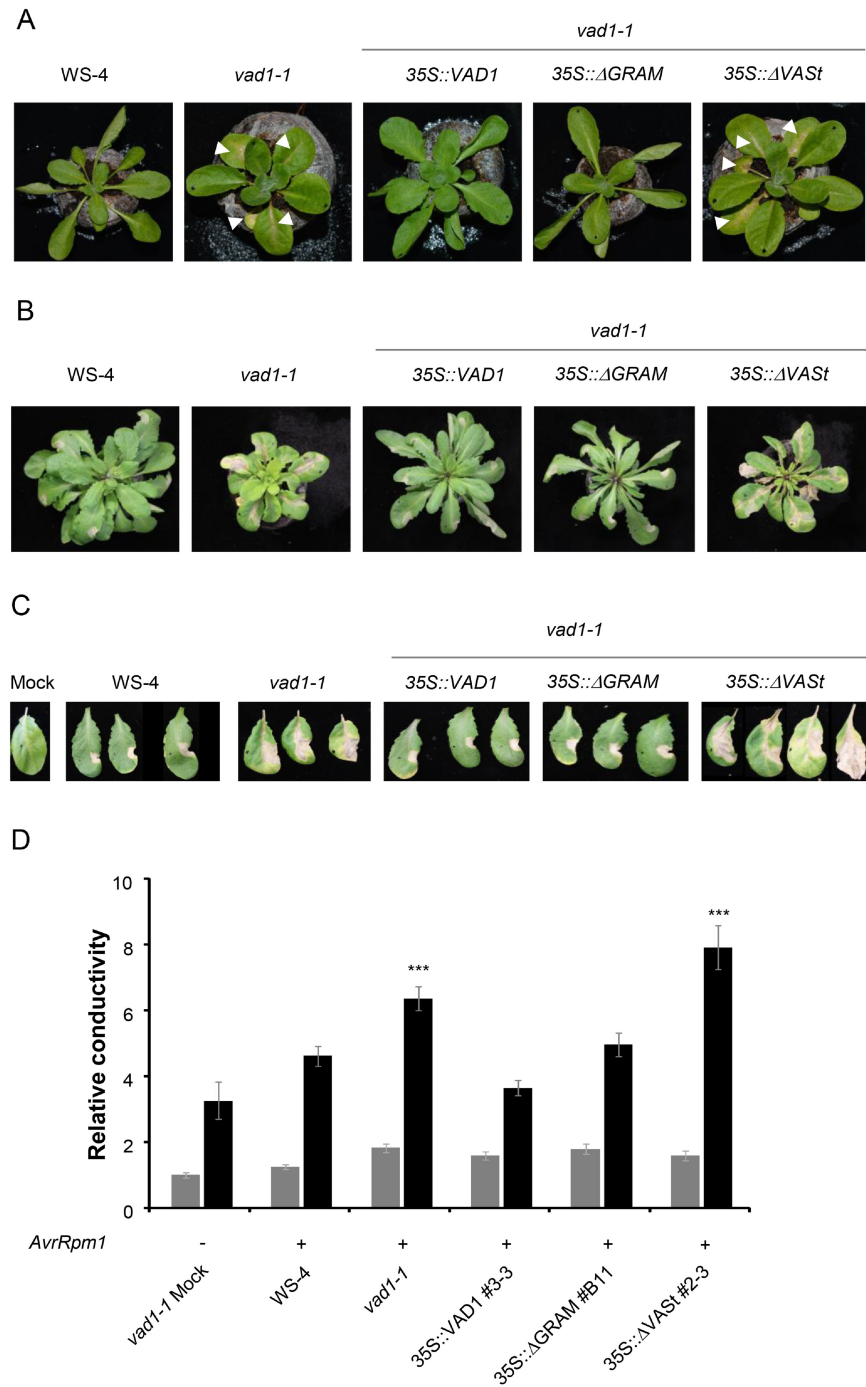 A
vad1-1
WS-4 vad1-1 35S::VAD1 35S::ΔGRAM 35S::ΔVASt
B
vad1-1
WS-4 vad1-1 35S::VAD1 35S::ΔGRAM 35S::ΔVASt
C
vad1-1
Mock WS-4 vad1-1 35S::VAD1 35S::ΔGRAM 35S::ΔVASt
D
10
8
6
4
2
0
Relative conductivity
*** ***
AvrRpm1 - + + + + +
vad1-1 Mock
WS-4
vad1-1
35S::VAD1 #3-3
35S::ΔGRAM #B11
35S::ΔVASt #2-3